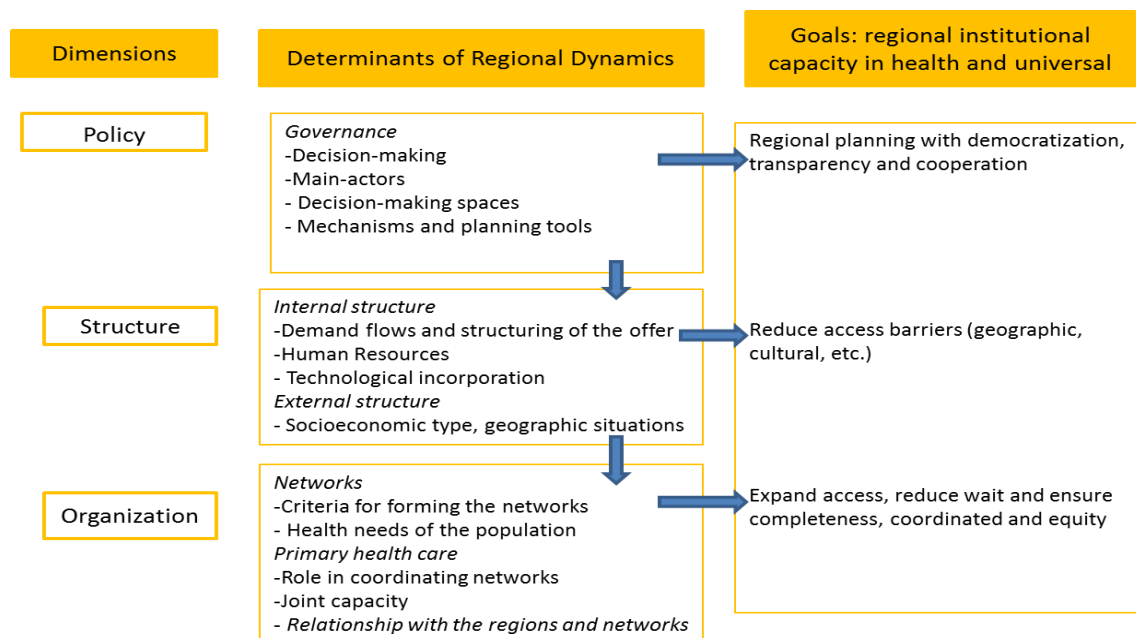 Dimensions
Determinants of Regional Dynamics
Goals: regional institutional
capacity in health and universal
Policy
Governance
-Decision-making
-Main-actors
- Decision-making spaces
- Mechanisms and planning tools
Regional planning with democratization,
transparency and cooperation
Structure
Internal structure
-Demand flows and structuring of the offer
-Human Resources
- Technological incorporation
External structure
- Socioeconomic type, geographic situations
Reduce access barriers (geographic,
cultural, etc.)
Organization
Networks
-Criteria for forming the networks
- Health needs of the population
Primary health care
-Role in coordinating networks
-Joint capacity
- Relationship with the regions and networks
Expand access, reduce wait and ensure
completeness, coordinated and equity